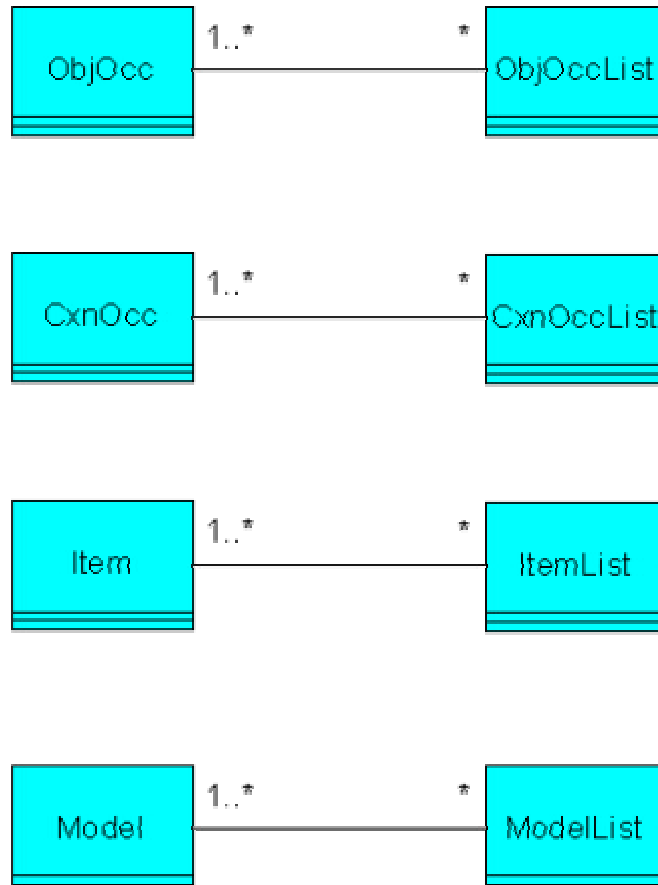 1..* *
ObjOcc ObjOccList
1..* *
CxnOcc CxnOccList
1..* *
Item ItemList
1..* *
Model ModelList